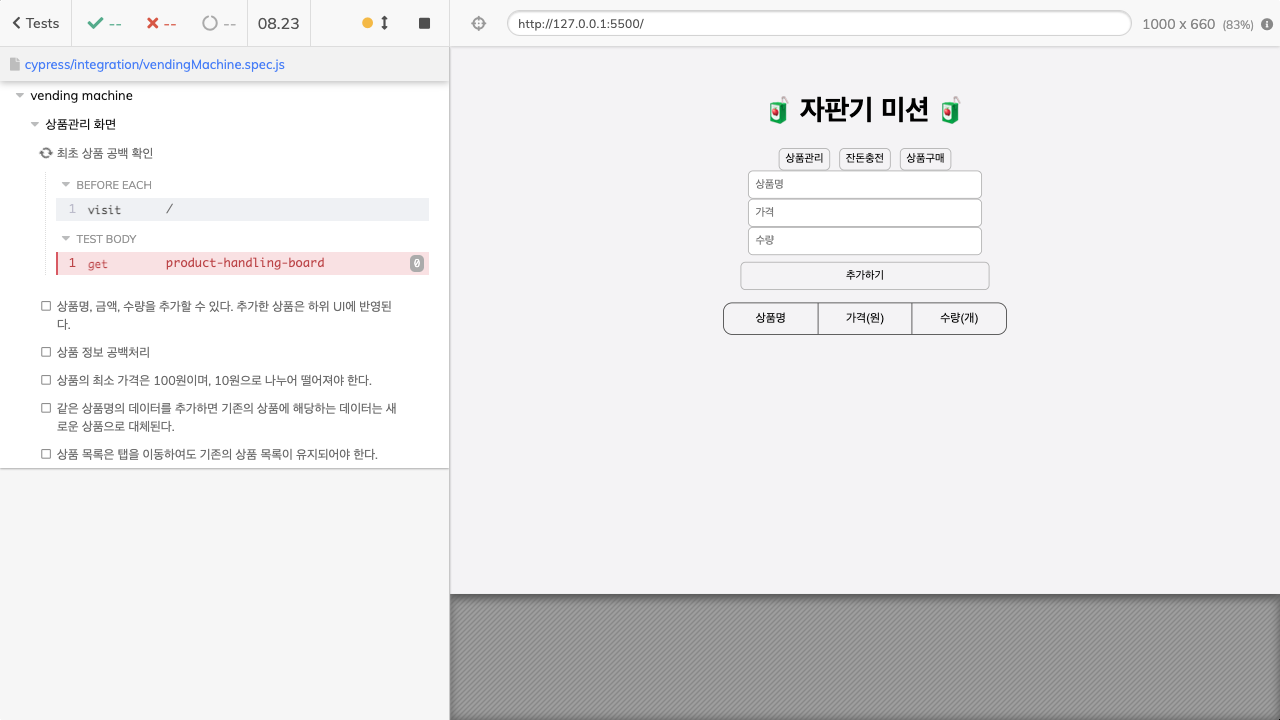 Tests
--
--
--
08.23
http://127.0.0.1:5500/
1000 x 660 (83%)
cypress/integration/vendingMachine.spec.js
vending machine
상품관리 화면
최초 상품 공백 확인
BEFORE EACH
1 visit /
TEST BODY
1 get product-handling-board 0
상품명, 금액, 수량을 추가할 수 있다. 추가한 상품은 하위 UI에 반영된
다.
상품 정보 공백처리
상품의 최소 가격은 100원이며, 10원으로 나누어 떨어져야 한다.
같은 상품명의 데이터를 추가하면 기존의 상품에 해당하는 데이터는 새
로운 상품으로 대체된다.
상품 목록은 탭을 이동하여도 기존의 상품 목록이 유지되어야 한다.
자판기 미션
상품관리 잔돈충전 상품구매
상품명
가격
수량
추가하기
상품명 가격(원) 수량(개)